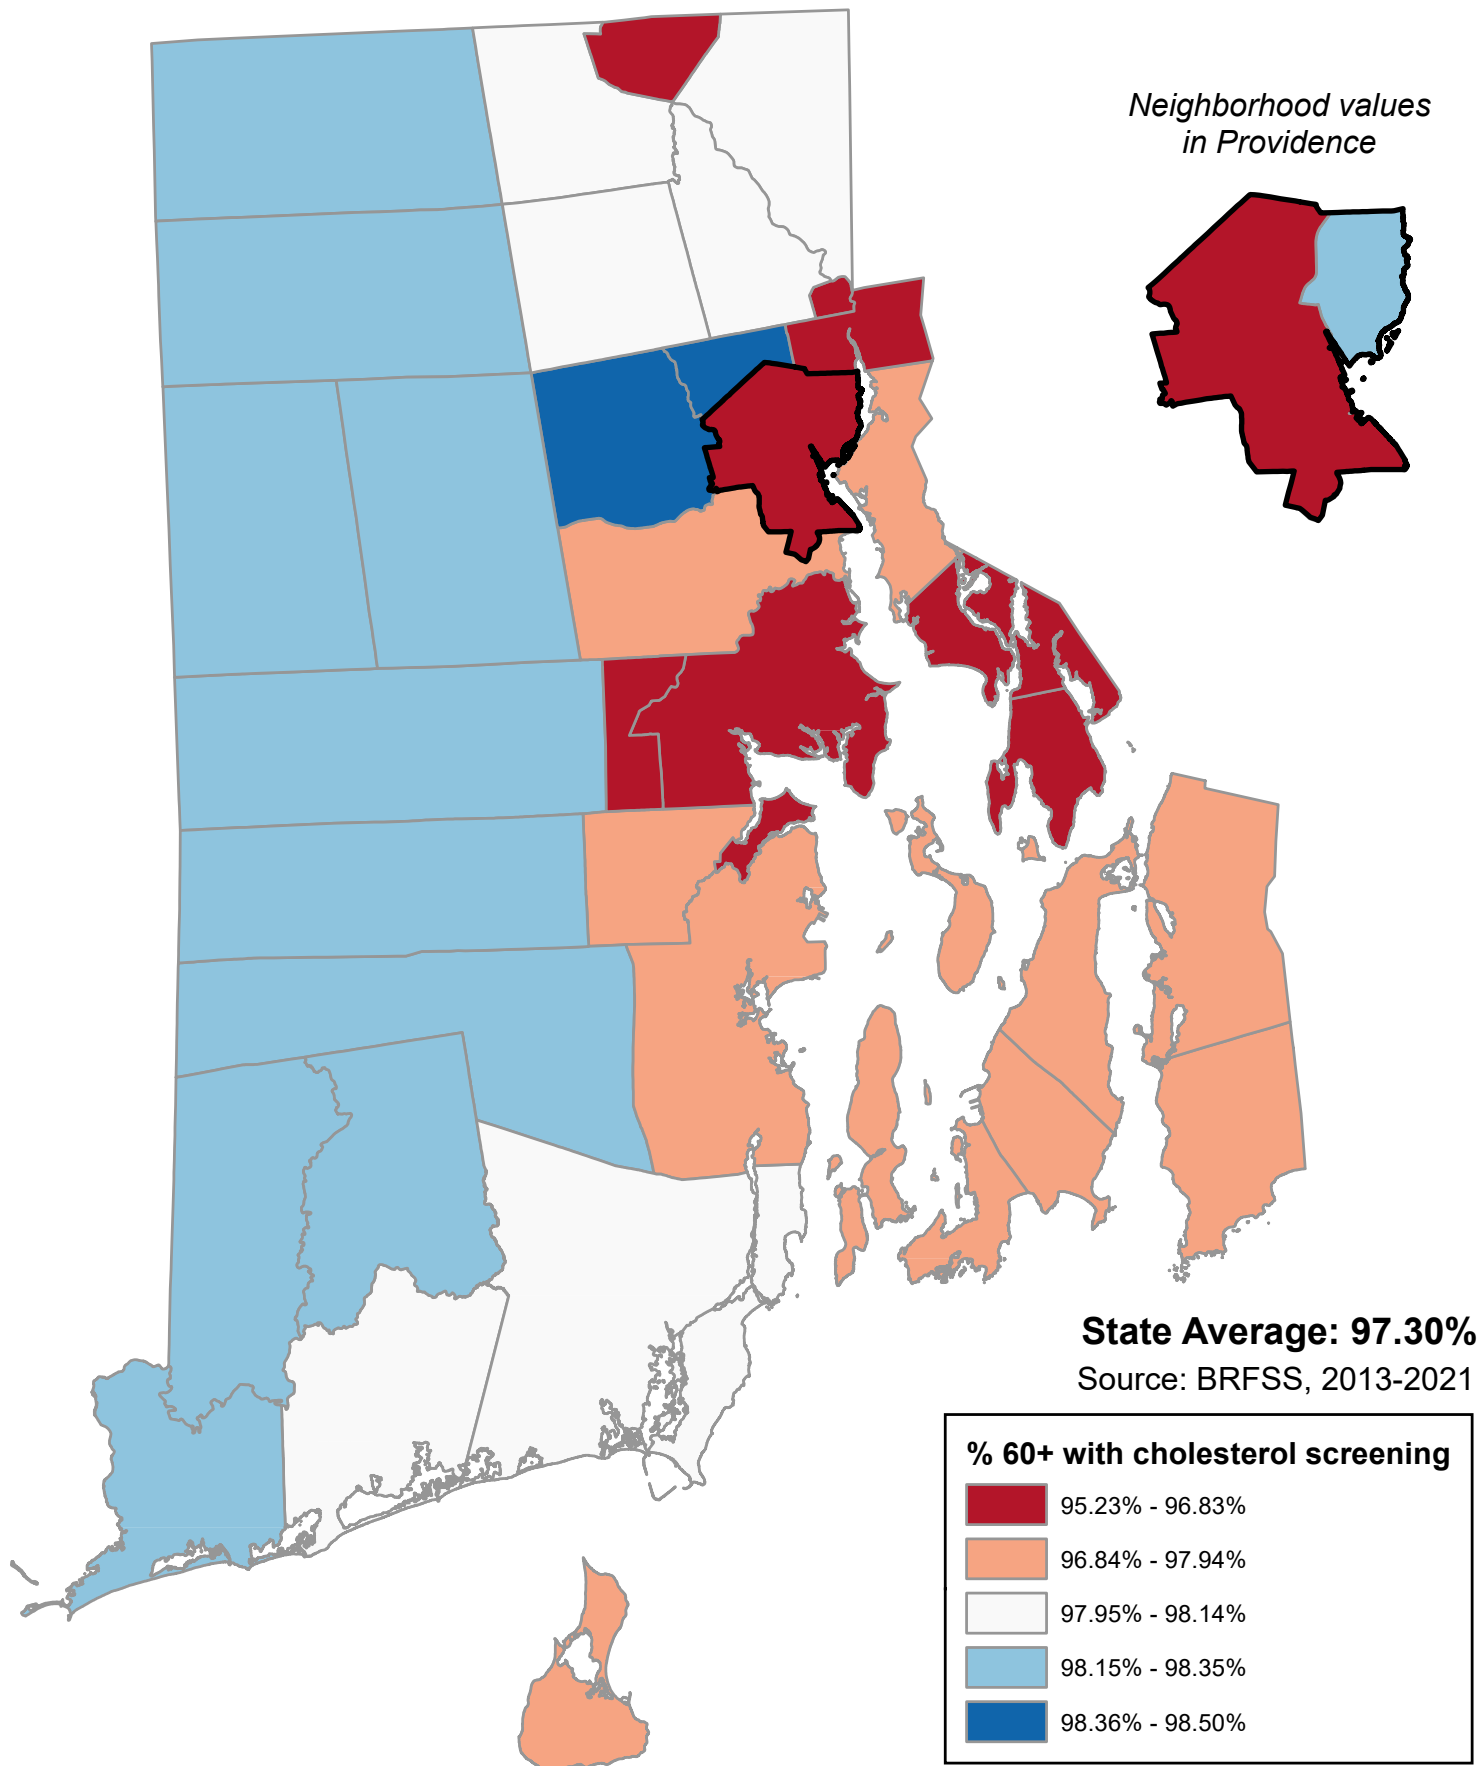 Neighborhood values
in Providence
State Average: 97.30%
Source: BRFSS, 2013-2021
% 60+ with cholesterol screening
95.23% - 96.83%
96.84% - 97.94%
97.95% - 98.14%
98.15% - 98.35%
98.36% - 98.50%